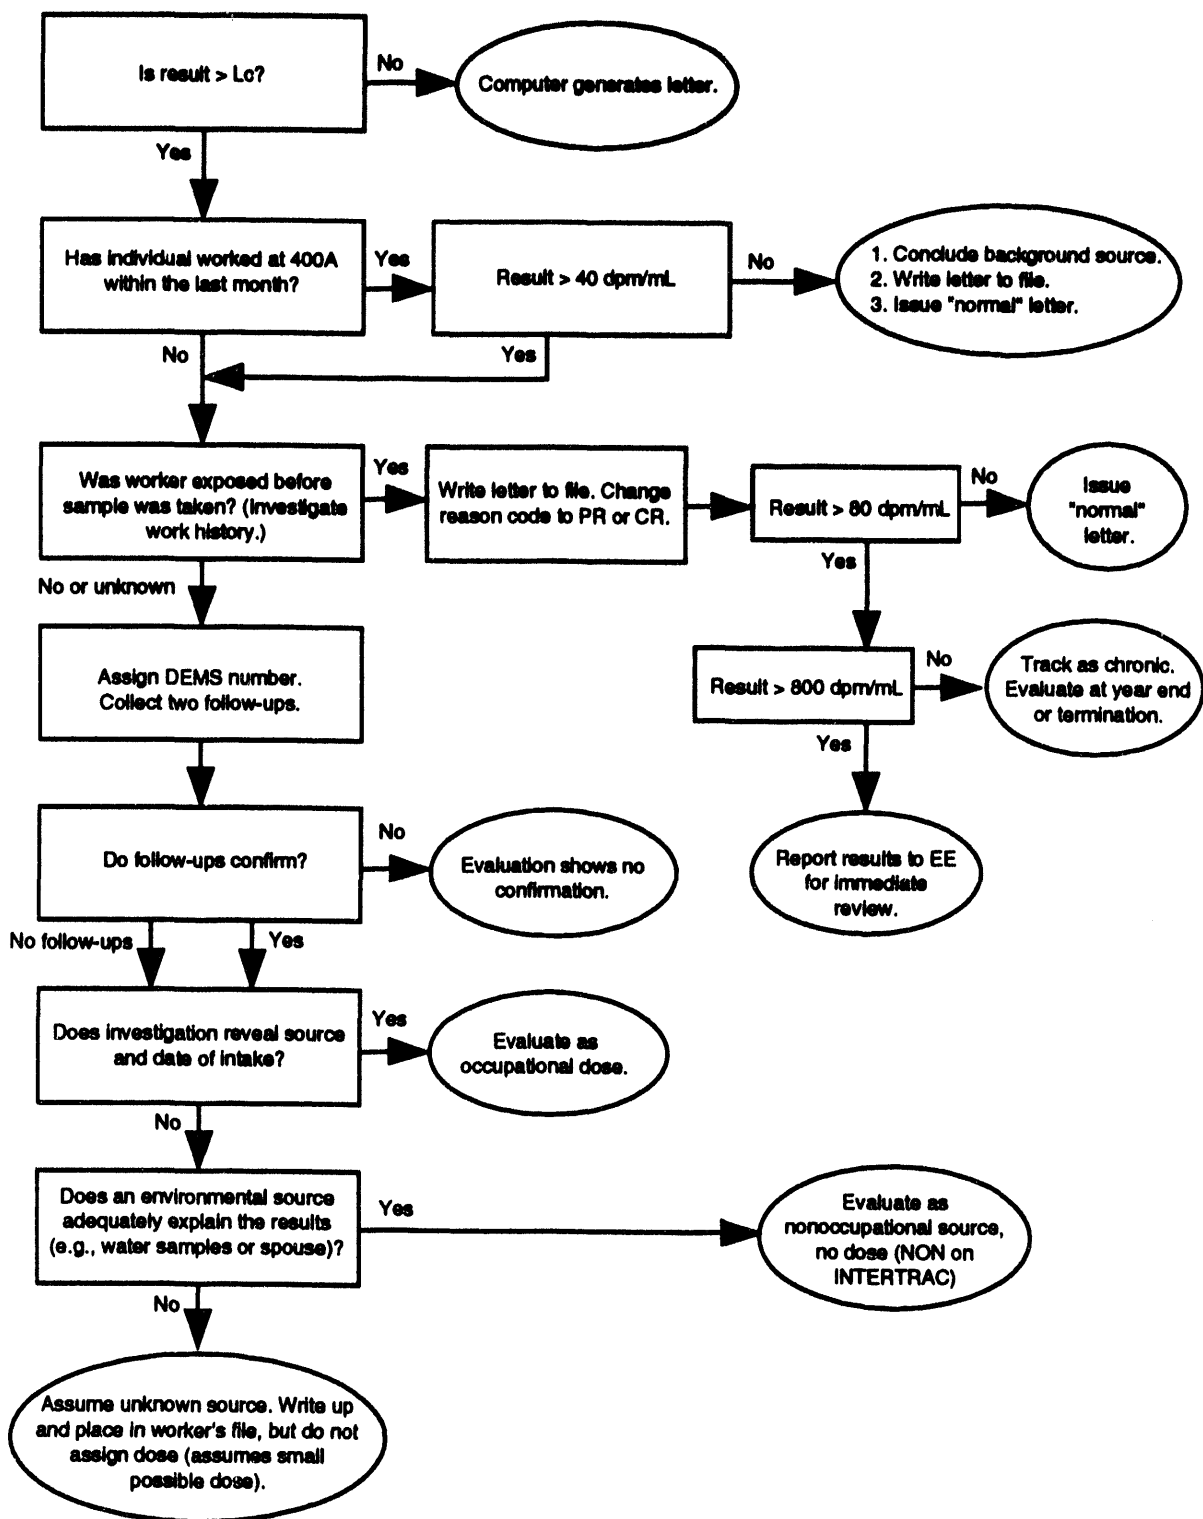 Is result > Lc?
No
Computer generates letter.
Yes
Has individual worked at 400A
within the last month?
Yes
Result > 40 dpm/mL
No
1. Conclude background source.
2. Write letter to file.
3. Issue "normal" letter.
No
Yes
Was worker exposed before
sample was taken? (Investigate
work history.)
Yes
Write letter to file. Change
reason code to PR or CR.
Result > 80 dpm/mL
No
Issue
"normal"
letter.
No or unknown
Yes
Assign DEMS number.
Collect two follow-ups.
Result > 800 dpm/mL
No
Track as chronic.
Evaluate at year end
or termination.
Yes
Do follow-ups confirm?
No
Evaluation shows no
confirmation.
Report results to EE
for immediate
review.
No follow-ups
Yes
Does investigation reveal source
and date of intake?
Yes
Evaluate as
occupational dose.
No
Does an environmental source
adequately explain the results
(e.g., water samples or spouse)?
Yes
Evaluate as
nonoccupational source,
no dose (NON on
INTERTRAC)
No
Assume unknown source. Write up
and place in worker's file, but do not
assign dose (assumes small
possible dose).